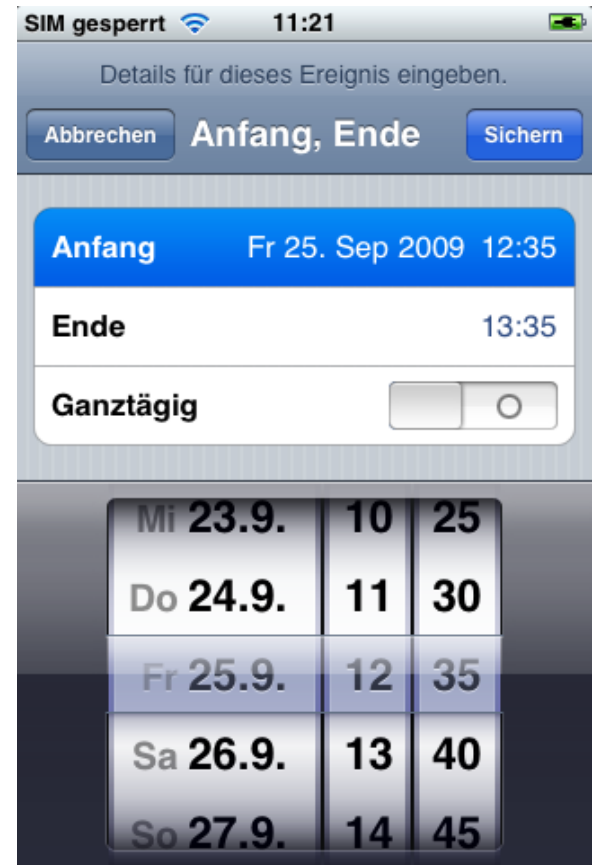 SIM gesperrt 11:21
Details für dieses Ereignis eingeben.
Abbrechen Anfang, Ende Sichern
Anfang Fr 25. Sep 2009 12:35
Ende 13:35
Ganztägig
Mi 23.9. 10 25
Do 24.9. 11 30
Fr 25.9. 12 35
Sa 26.9. 13 40
So 27.9. 14 45